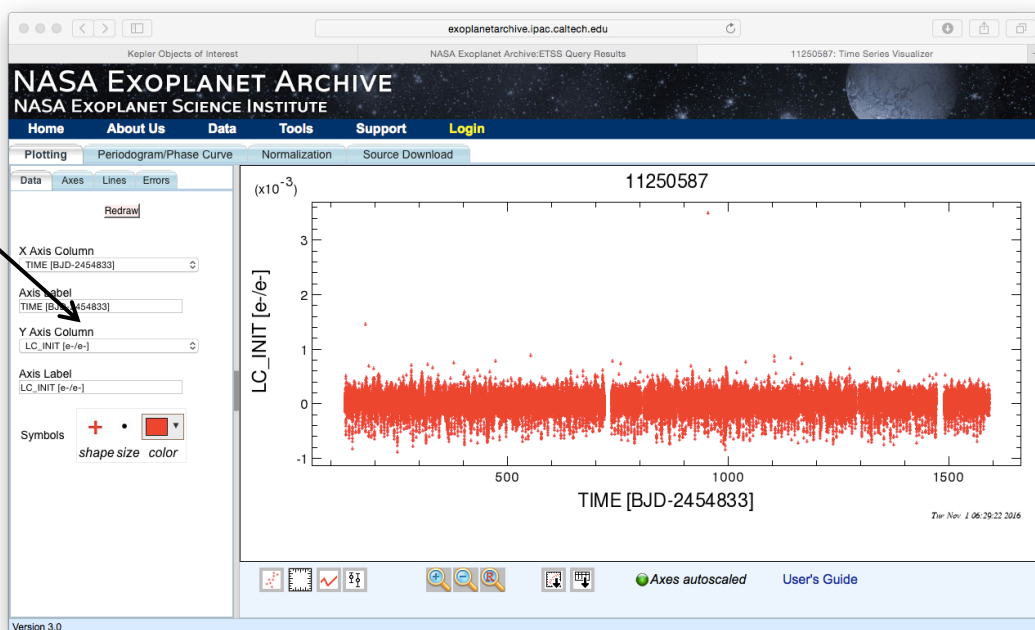 exoplanetarchive.ipac.caltech.edu
Kepler Objects of Interest NASA Exoplanet Archive:ETSS Query Results 11250587: Time Series Visualizer
NASA EXOPLANET ARCHIVE
NASA EXOPLANET SCIENCE INSTITUTE
Home About Us Data Tools Support Login
Plotting Periodogram/Phase Curve Normalization Source Download
Data Axes Lines Errors
Redraw
X Axis Column
TIME [BJD-2454833]
Axis Label
TIME [BJD-2454833]
Y Axis Column
LC_INIT [e-/e-]
Axis Label
LC_INIT [e-/e-]
Symbols
shape size color
11250587
(x10-3)
3
2
1
0
-1
LC_INIT [e-/e-]
500 1000 1500
TIME [BJD-2454833]
Tue Nov 1 06:29:22 2016
Axes autoscaled User's Guide
Version 3.0